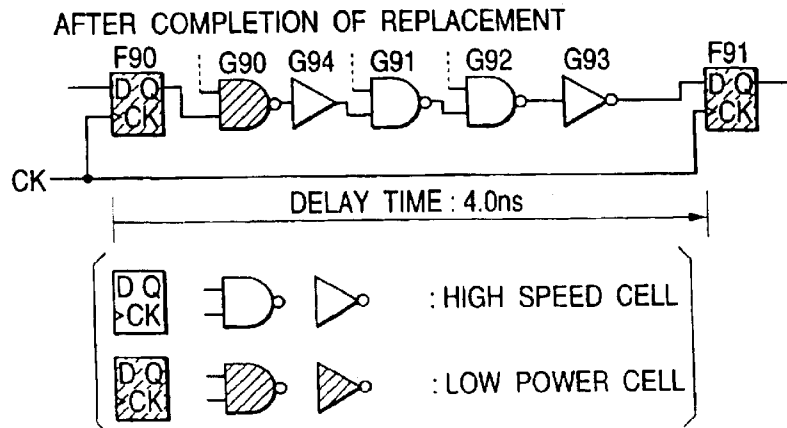 AFTER COMPLETION OF REPLACEMENT
F90 G90 G94 G91 G92 G93 F91
D Q D Q
CK CK
CK
DELAY TIME : 4.0ns
D Q
CK : HIGH SPEED CELL
D Q
CK : LOW POWER CELL